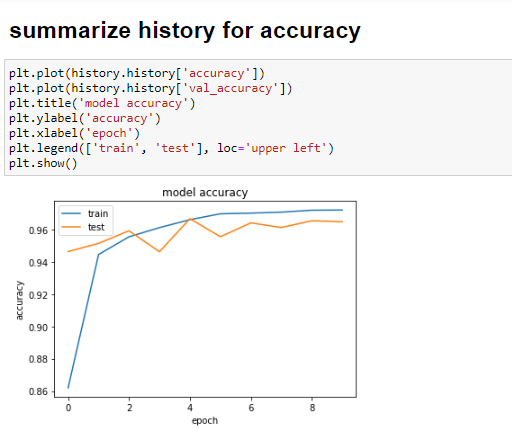 summarize history for accuracy
plt.plot(history.history['accuracy'])
plt.plot(history.history['val_accuracy'])
plt.title('model accuracy')
plt.ylabel('accuracy')
plt.xlabel('epoch')
plt.legend(['train', 'test'], loc='upper left')
plt.show()
model accuracy
train
test
0.96
0.94
0.92
0.90
0.88
0.86
accuracy
0 2 4 6 8
epoch